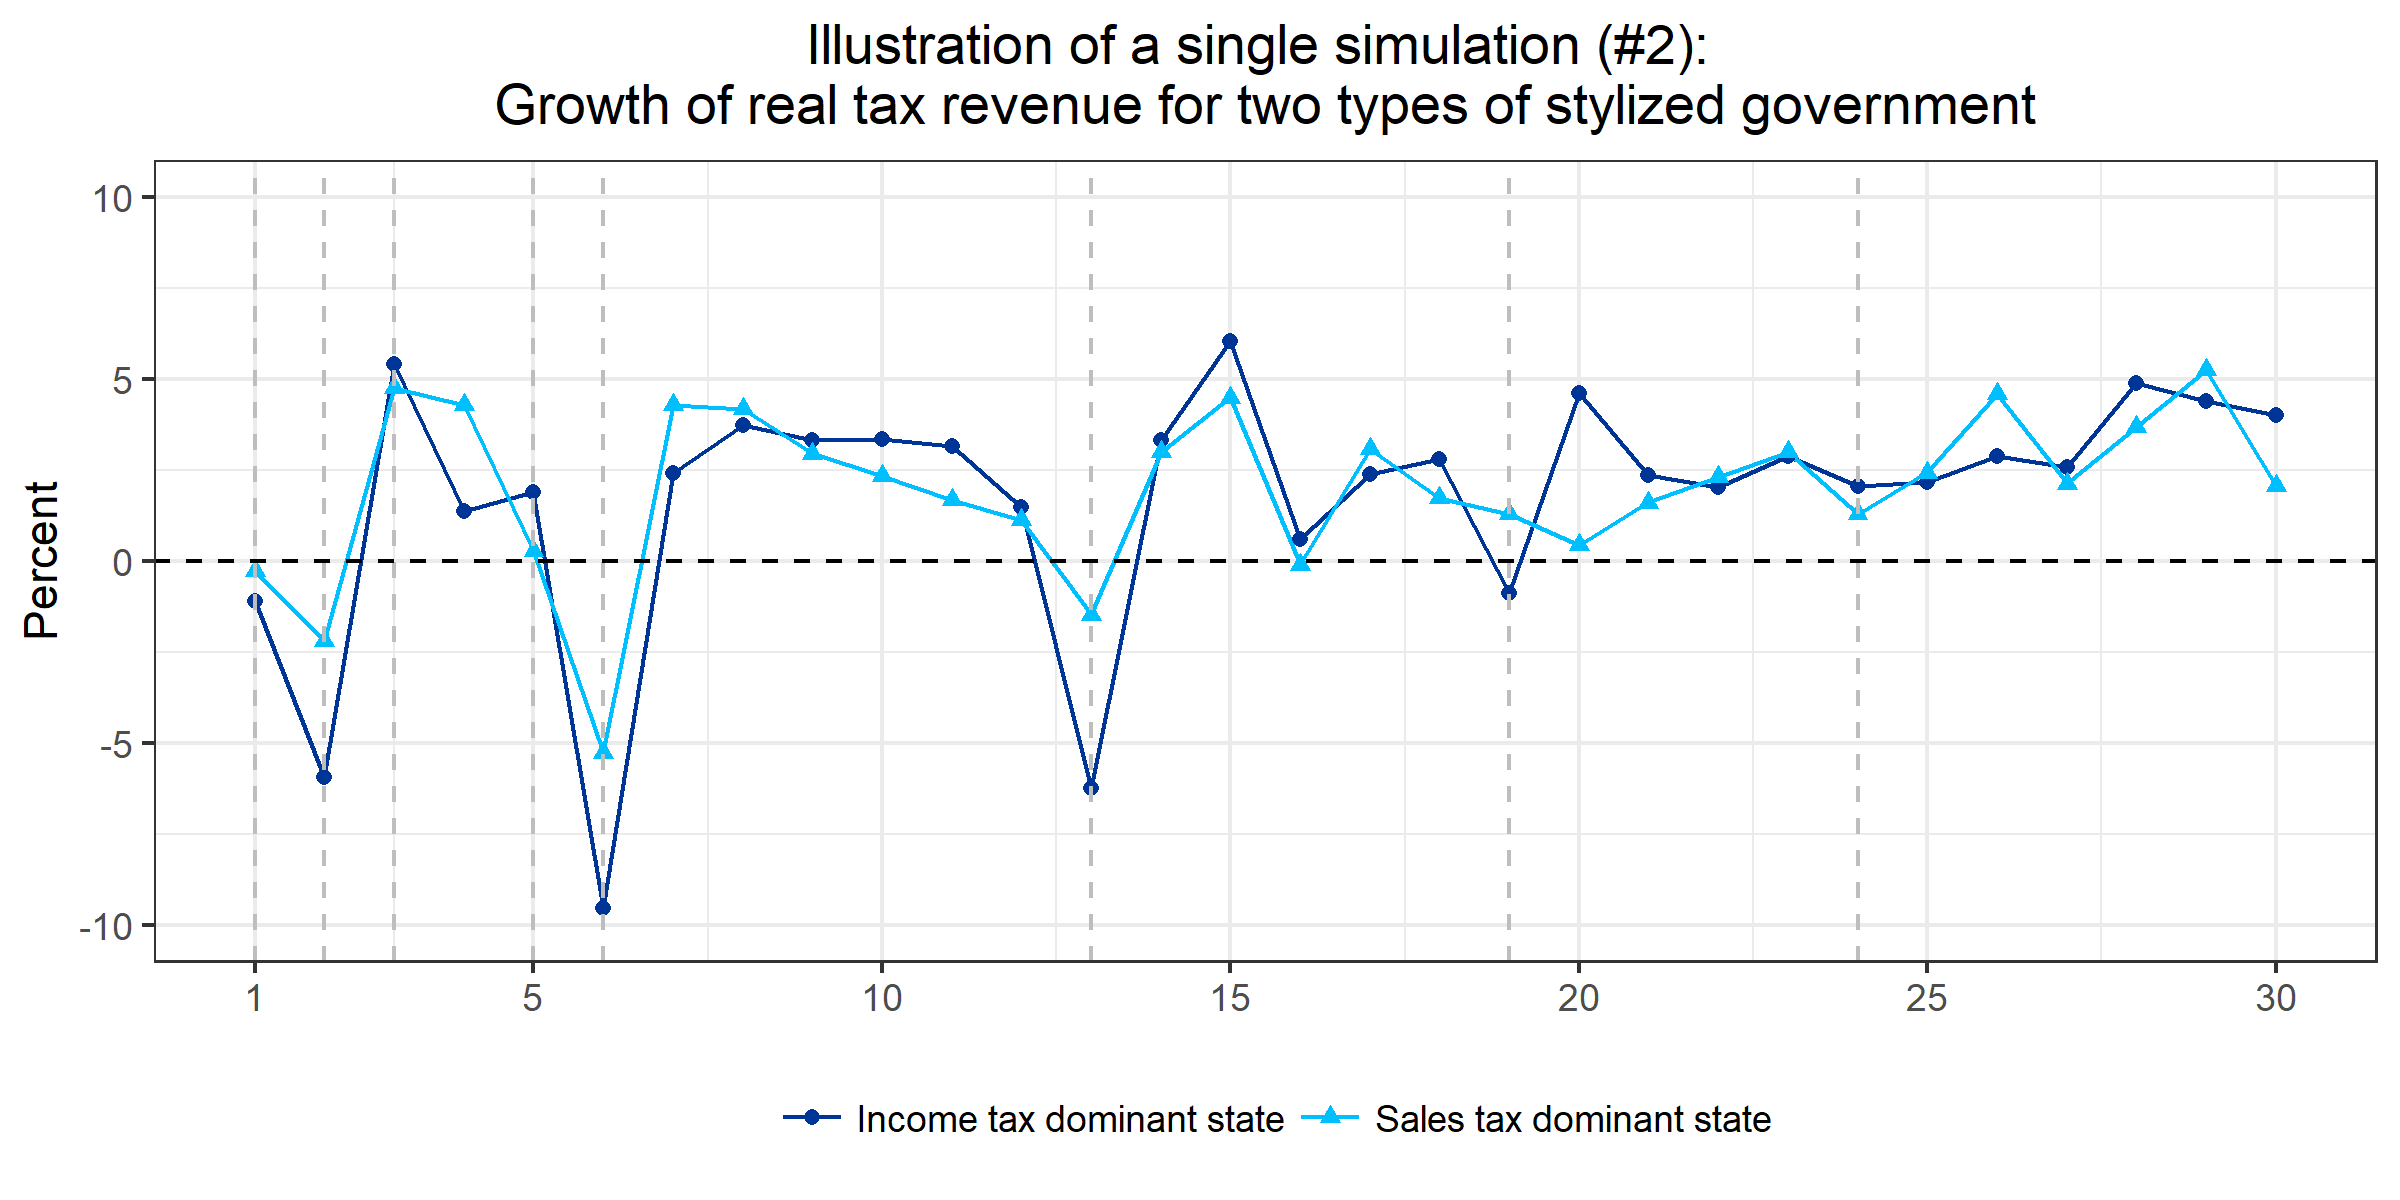 Illustration of a single simulation (#2):
Growth of real tax revenue for two types of stylized government
Percent
10
5
0
-5
-10
1 5 10 15 20 25 30
Income tax dominant state Sales tax dominant state